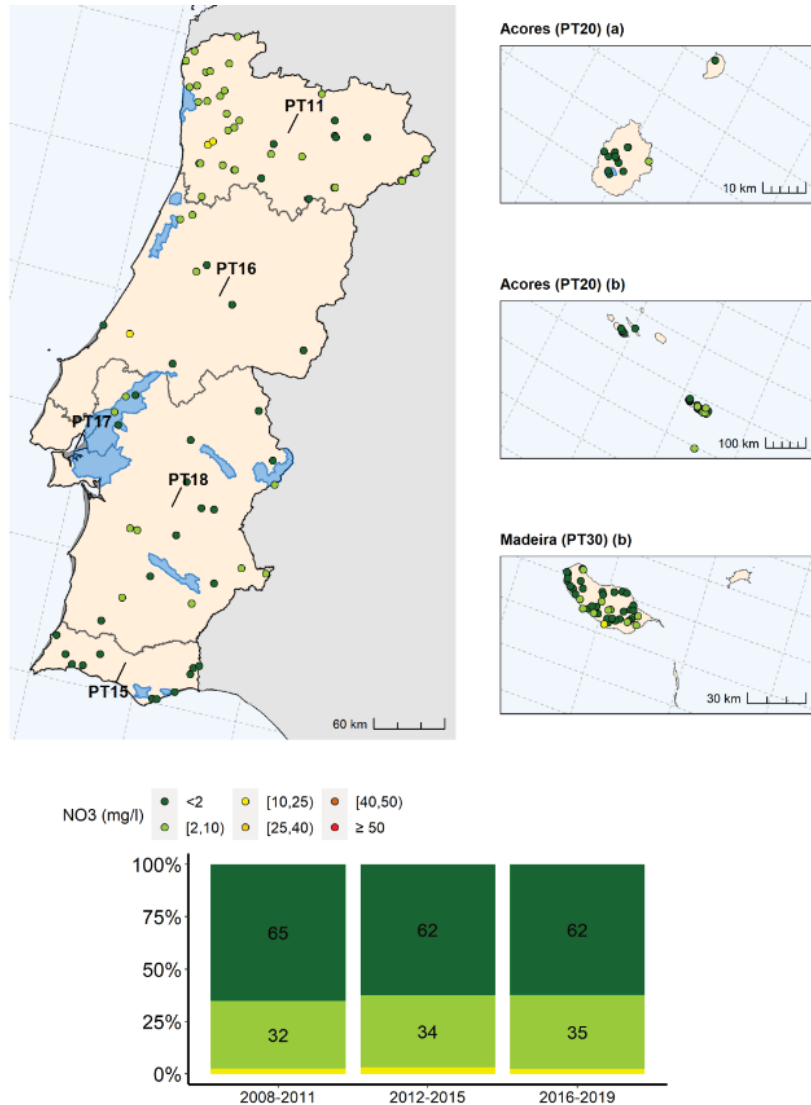 Acores (PT20) (a)
PT11
10 km
PT16
Acores (PT20) (b)
100 km
PT17
PT18
Madeira (PT30) (b)
PT15
60 km
30 km
NO3 (mg/l)
<2
[10,25)
[40,50)
[2,10)
[25,40)
≥ 50
100%
75%
50%
25%
0%
65
62
62
32
34
35
2008-2011
2012-2015
2016-2019